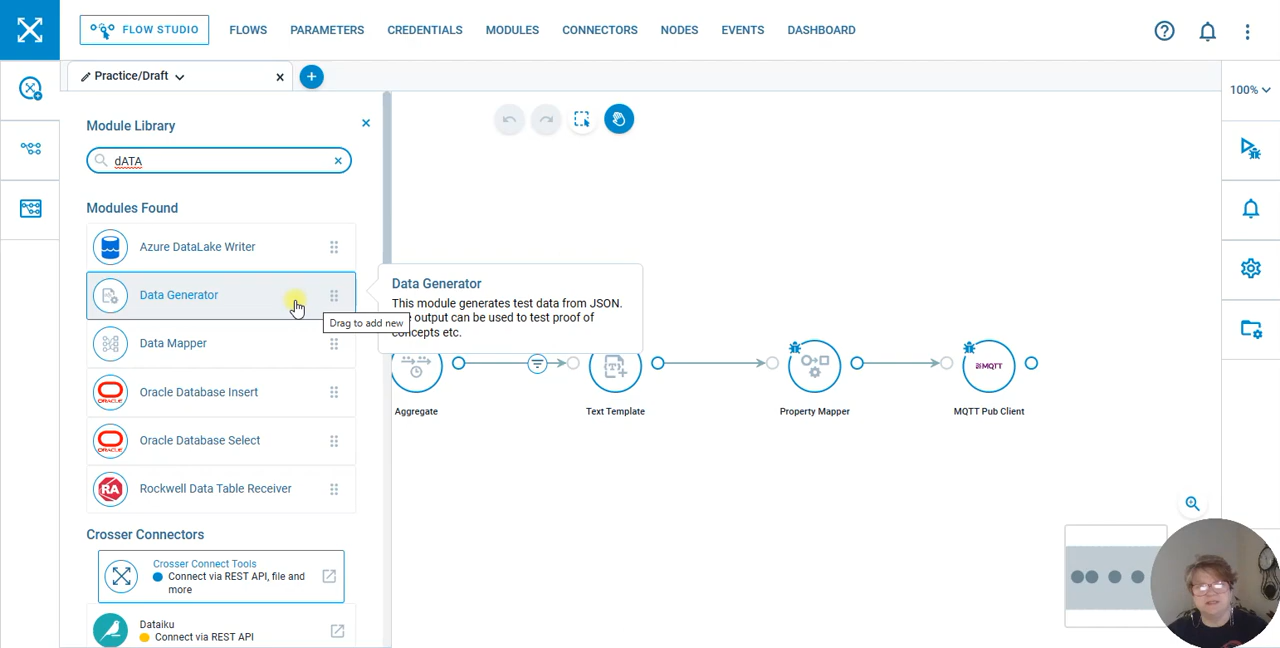 FLOW STUDIO FLOWS PARAMETERS CREDENTIALS MODULES CONNECTORS NODES EVENTS DASHBOARD
Practice/Draft
100%
Module Library
dATA
Modules Found
Azure DataLake Writer
Data Generator
Data Mapper
Oracle Database Insert
Oracle Database Select
Rockwell Data Table Receiver
Crosser Connectors
Crosser Connect Tools
Connect via REST API, file and
more
Dataiku
Connect via REST API
Data Generator
This module generates test data from JSON.
output can be used to test proof of
concepts etc.
Drag to add new
Aggregate
Text Template
Property Mapper
MQTT
MQTT Pub Client
ORACLE
ORACLE
RA